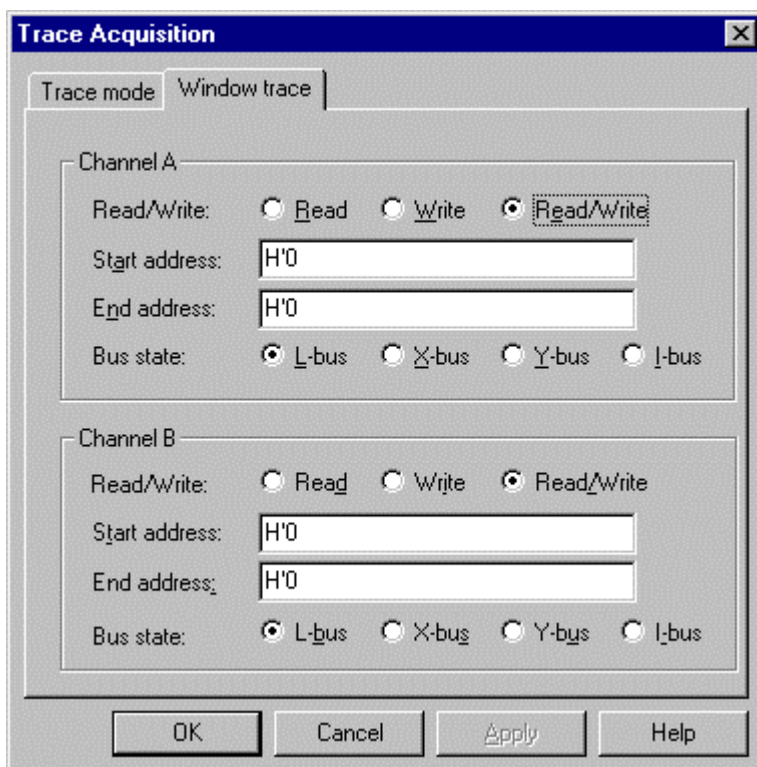 Trace Acquisition
Trace mode Window trace
Channel A
Read/Write: Read Write Read/Write
Start address: H'0
End address: H'0
Bus state: L-bus X-bus Y-bus I-bus
Channel B
Read/Write: Read Write Read/Write
Start address: H'0
End address: H'0
Bus state: L-bus X-bus Y-bus I-bus
OK Cancel Apply Help